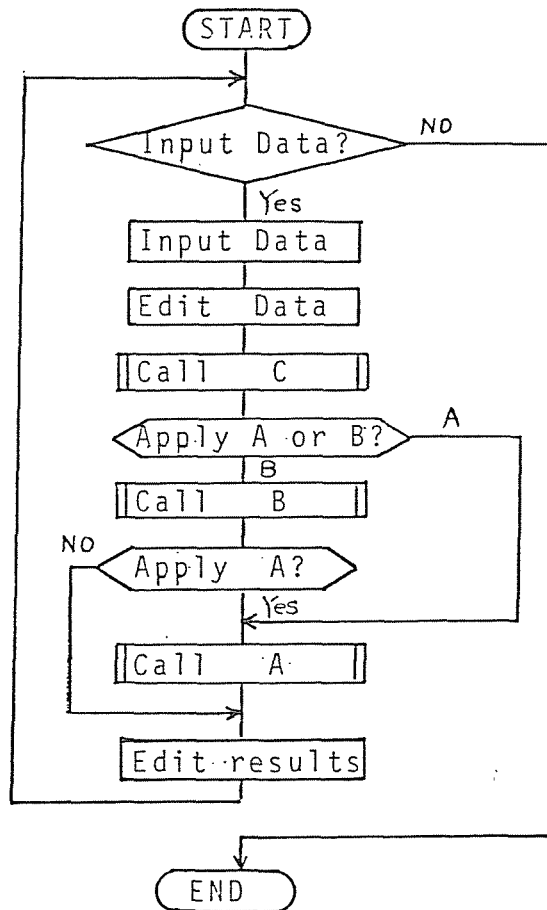 START
Input Data?
NO
Yes
Input Data
Edit Data
Call C
Apply A or B?
A
B
Call B
NO
Apply A?
Yes
Call A
Edit results
END